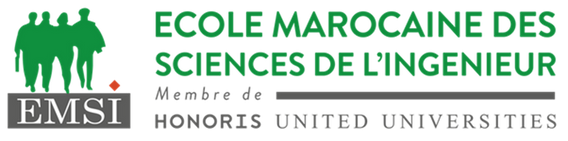 EMSI
ECOLE MAROCAINE DES
SCIENCES DE L'INGENIEUR
Membre de
HONORIS UNITED UNIVERSITIES